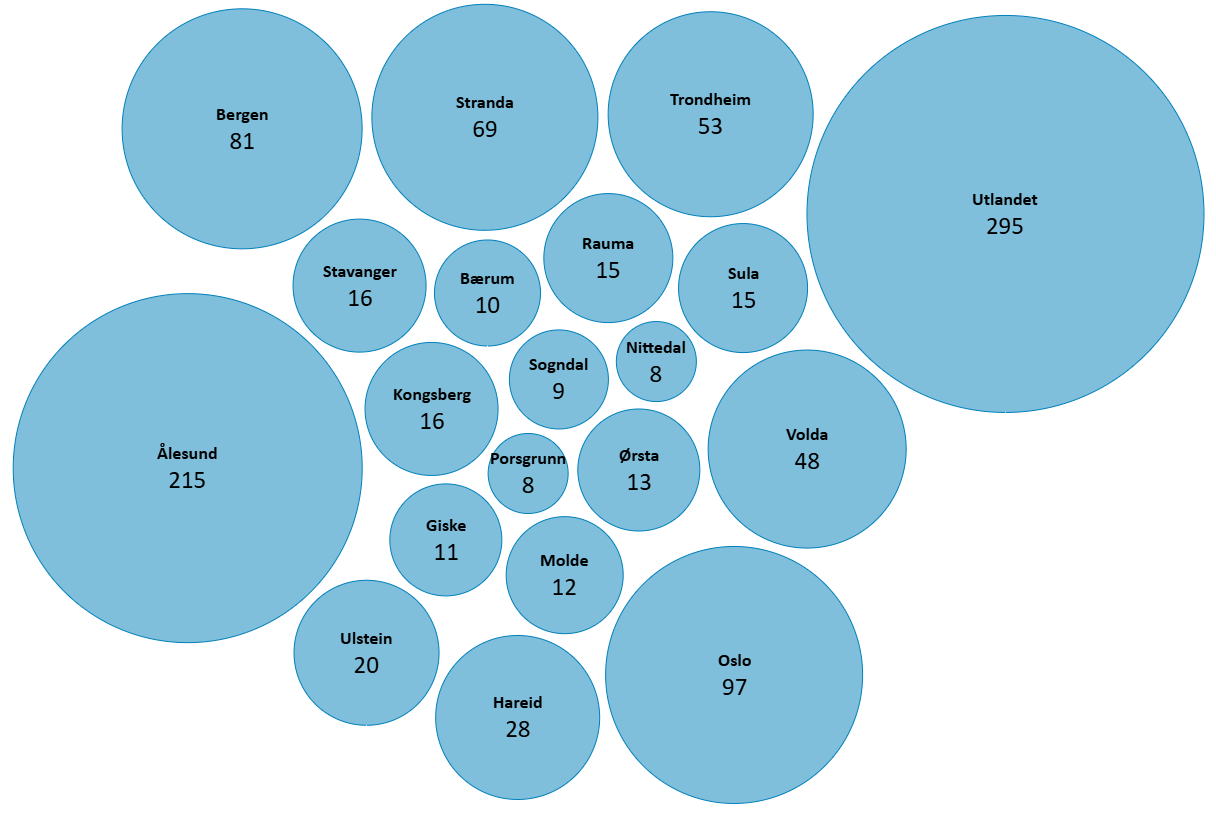 Bergen
81
Stranda
69
Trondheim
53
Utlandet
295
Stavanger
16
Bærum
10
Rauma
15
Sula
15
Ålesund
215
Kongsberg
16
Sogndal
9
Nittedal
8
Volda
48
Porsgrunn
8
Ørsta
13
Giske
11
Molde
12
Ulstein
20
Hareid
28
Oslo
97